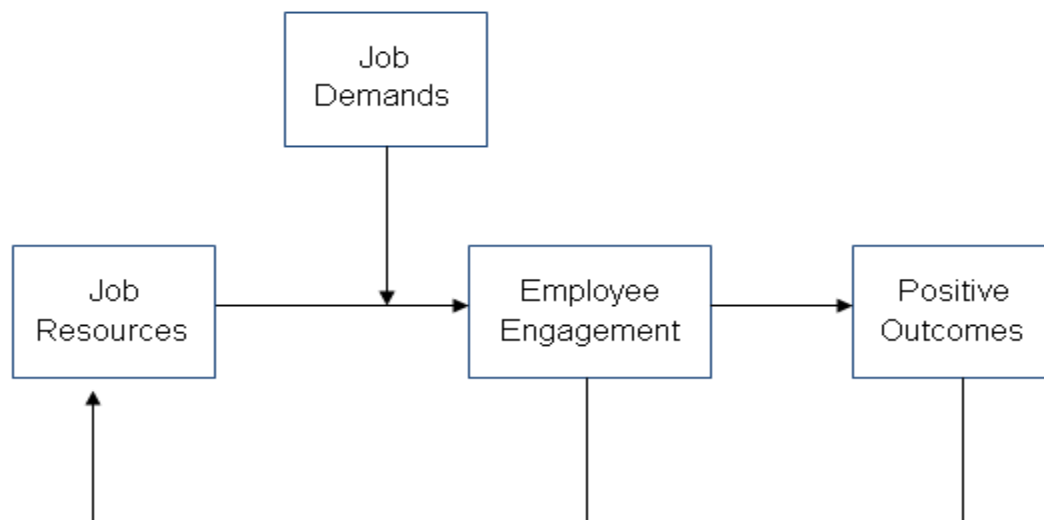 Job
Demands
Job
Resources
Employee
Engagement
Positive
Outcomes